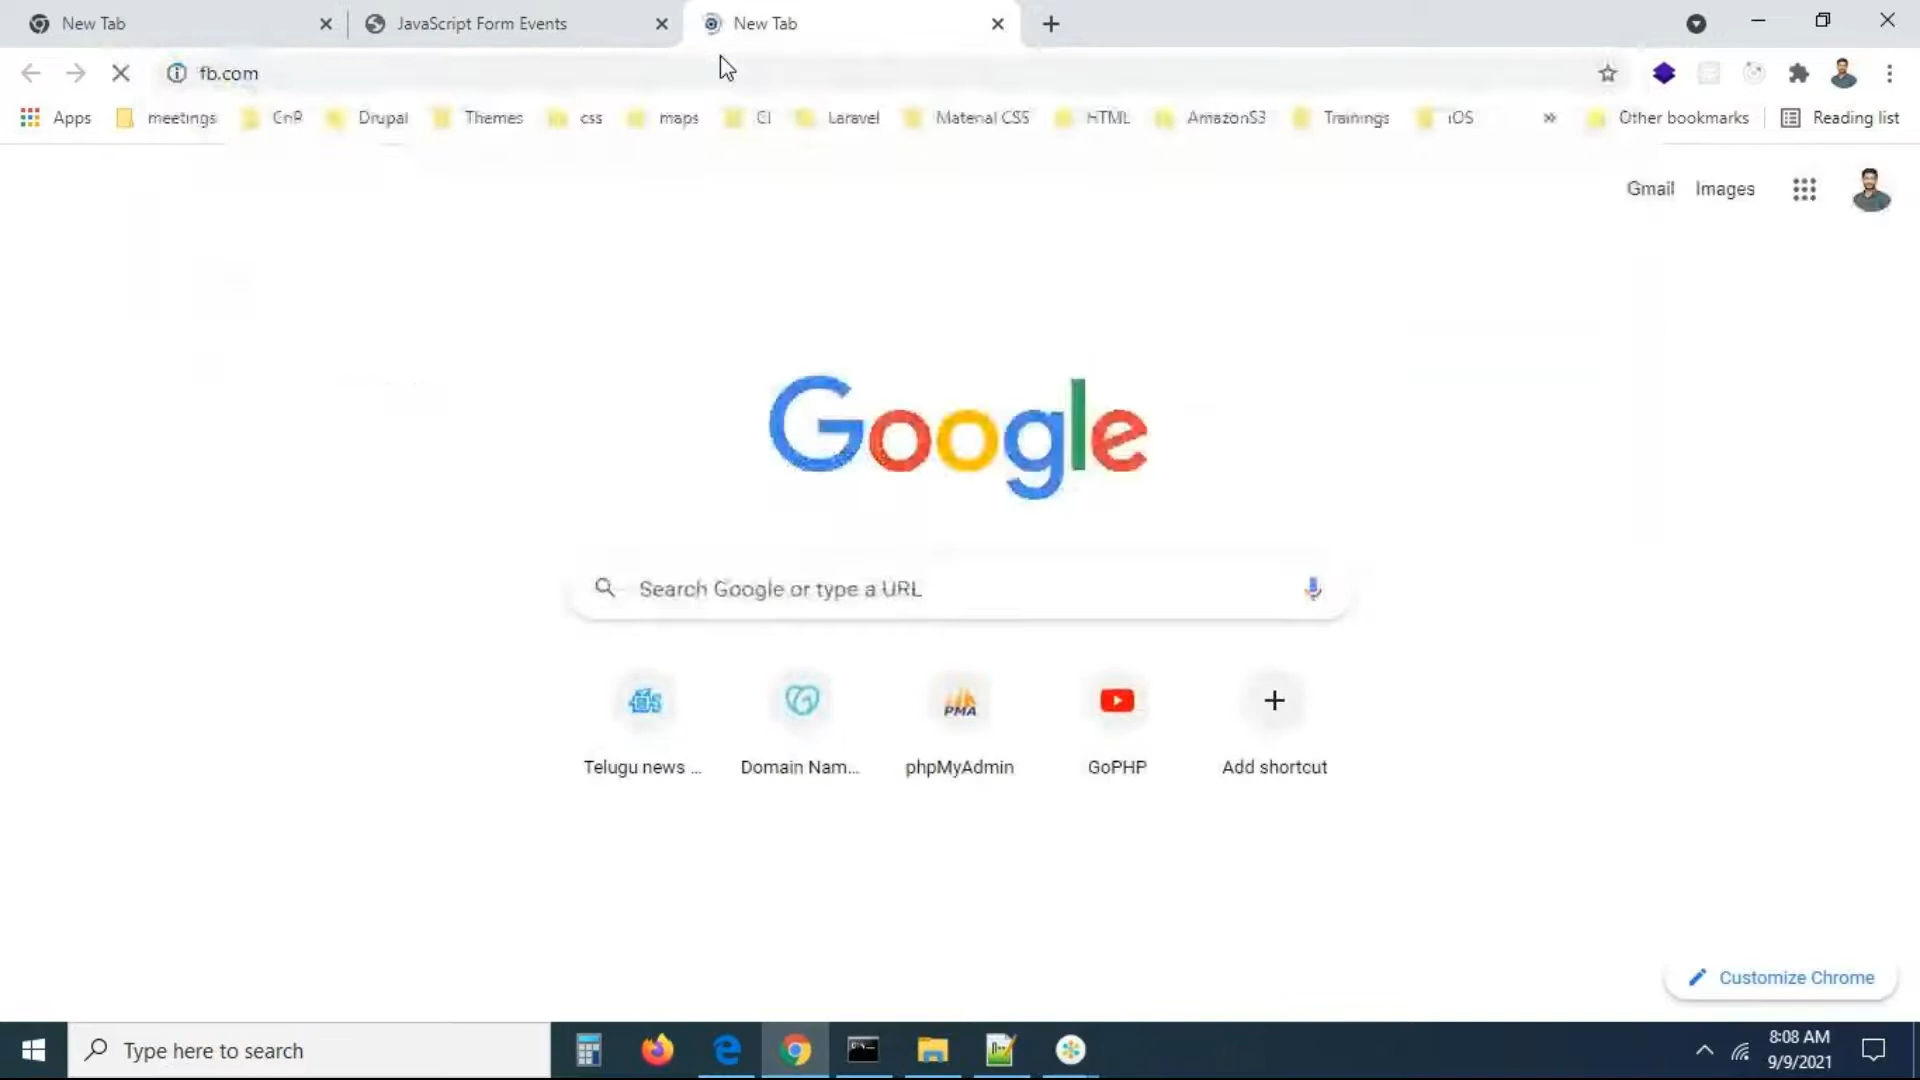 New Tab
JavaScript Form Events
New Tab
fb.com
Apps
meetings
CnR
Drupal
Themes
css
maps
CI
Laravel
Material CSS
HTML
AmazonS3
Trainings
iOS
»
Other bookmarks
Reading list
Gmail
Images
Google
Search Google or type a URL
PMA
Telugu news ...
Domain Nam...
phpMyAdmin
GoPHP
Add shortcut
Customize Chrome
Type here to search
8:08 AM
9/9/2021